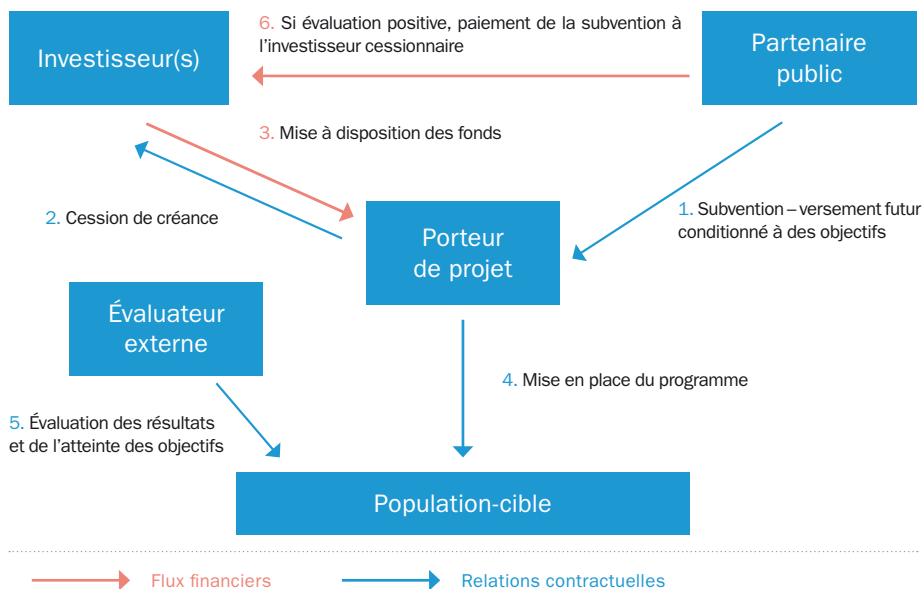 6. Si évaluation positive, paiement de la subvention à
l’investisseur cessionnaire
Investisseur(s)
Partenaire
public
3. Mise à disposition des fonds
2. Cession de créance
1. Subvention – versement futur
conditionné à des objectifs
Porteur
de projet
Évaluateur
externe
4. Mise en place du programme
5. Évaluation des résultats
et de l’atteinte des objectifs
Population-cible
Flux financiers
Relations contractuelles